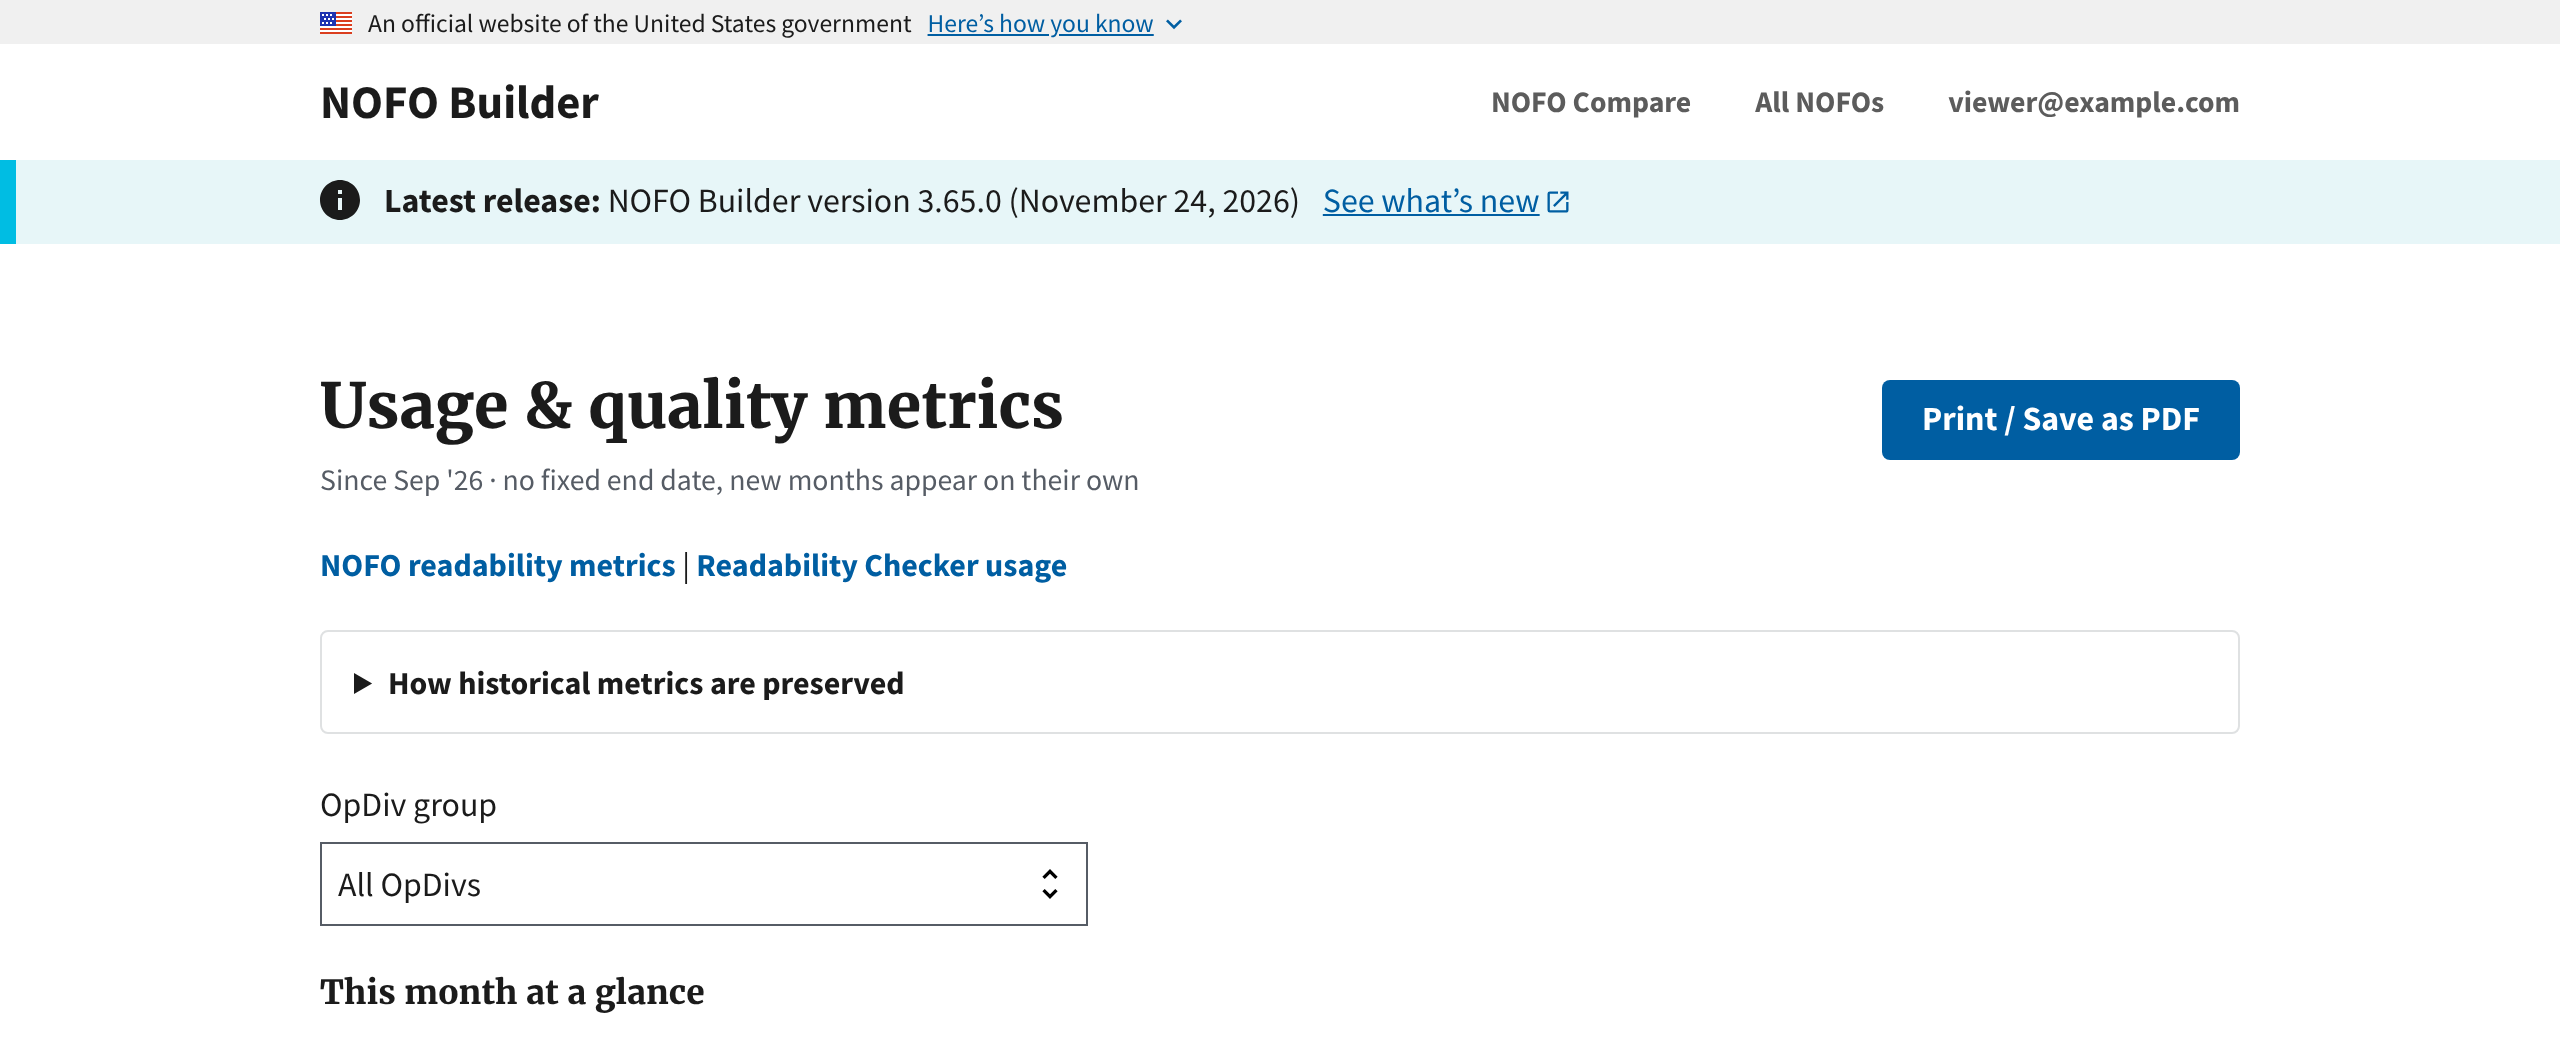 An official website of the United States government Here’s how you know
NOFO Builder
NOFO Compare All NOFOs viewer@example.com
Latest release: NOFO Builder version 3.65.0 (November 24, 2026) See what’s new
Usage & quality metrics
Print / Save as PDF
Since Sep '26 · no fixed end date, new months appear on their own
NOFO readability metrics | Readability Checker usage
How historical metrics are preserved
OpDiv group
All OpDivs
This month at a glance